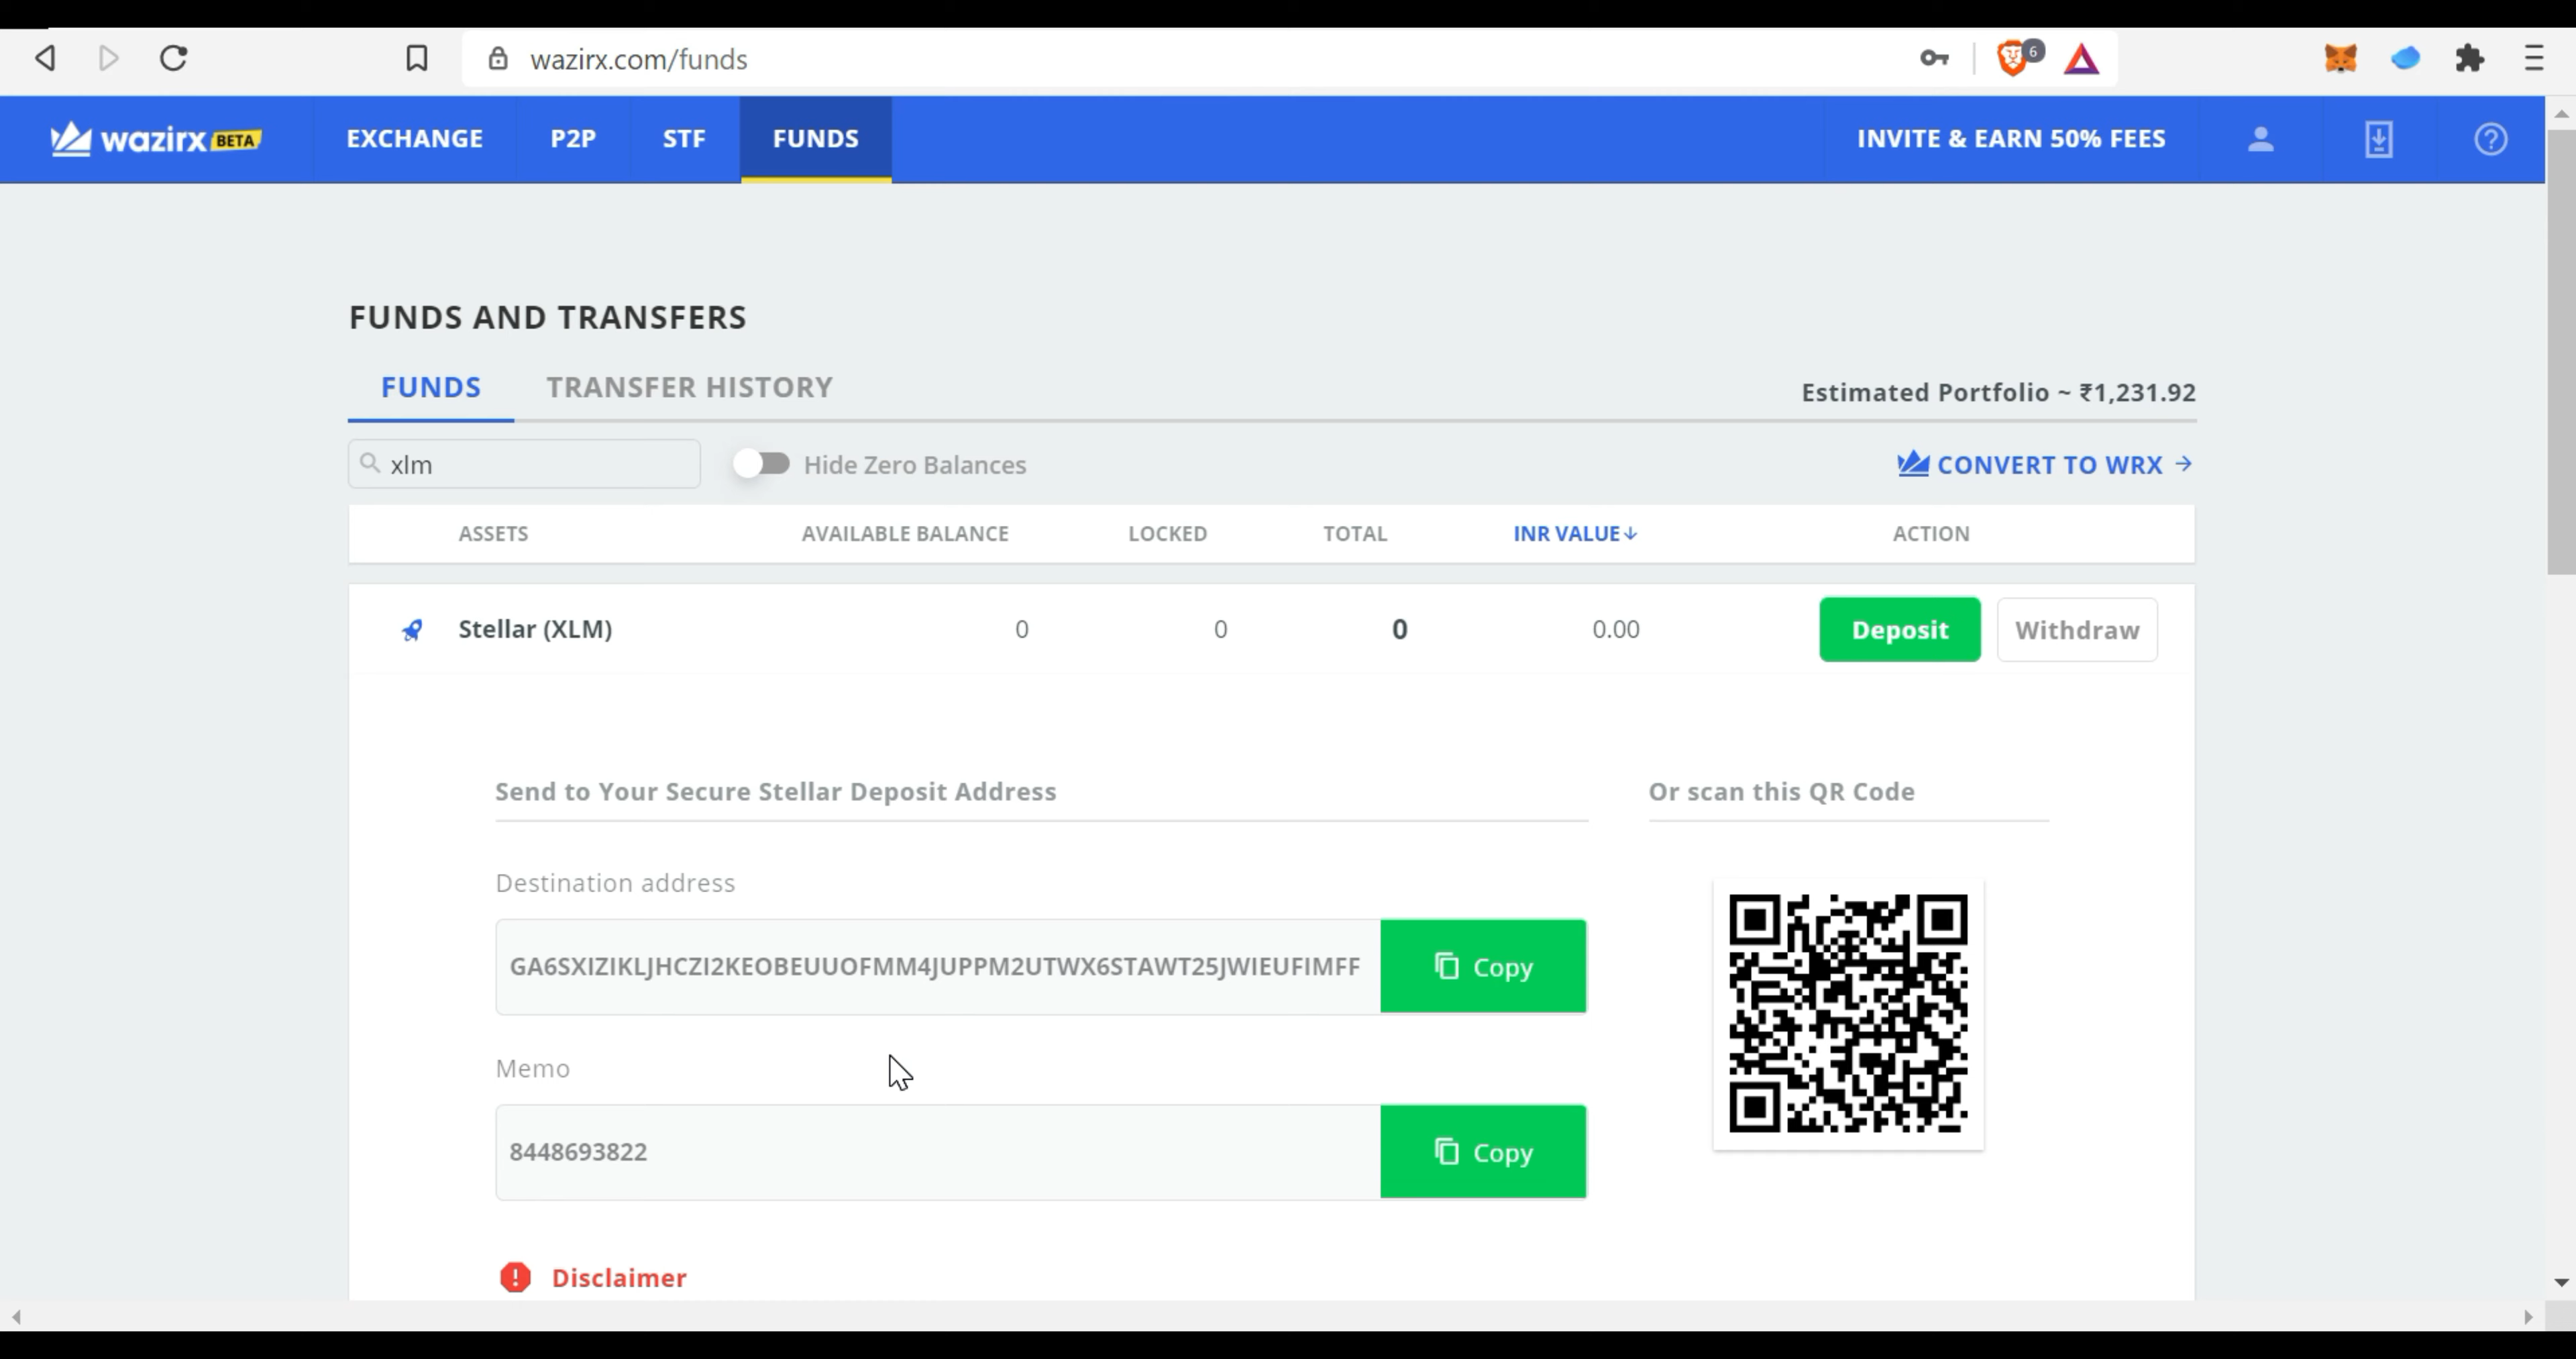 wazirx.com/funds
6
wazirx BETA
EXCHANGE
P2P
STF
FUNDS
INVITE & EARN 50% FEES
FUNDS AND TRANSFERS
FUNDS
TRANSFER HISTORY
Estimated Portfolio ~ ₹1,231.92
xlm
Hide Zero Balances
CONVERT TO WRX
ASSETS
AVAILABLE BALANCE
LOCKED
TOTAL
INR VALUE
ACTION
Stellar (XLM)
0
0
0
0.00
Deposit
Withdraw
Send to Your Secure Stellar Deposit Address
Or scan this QR Code
Destination address
GA6SXIZIKLJHCZI2KEOBEUUOFMM4JUPPM2UTWX6STAWT25JWIEUFIMFF
Copy
Memo
8448693822
Copy
Disclaimer